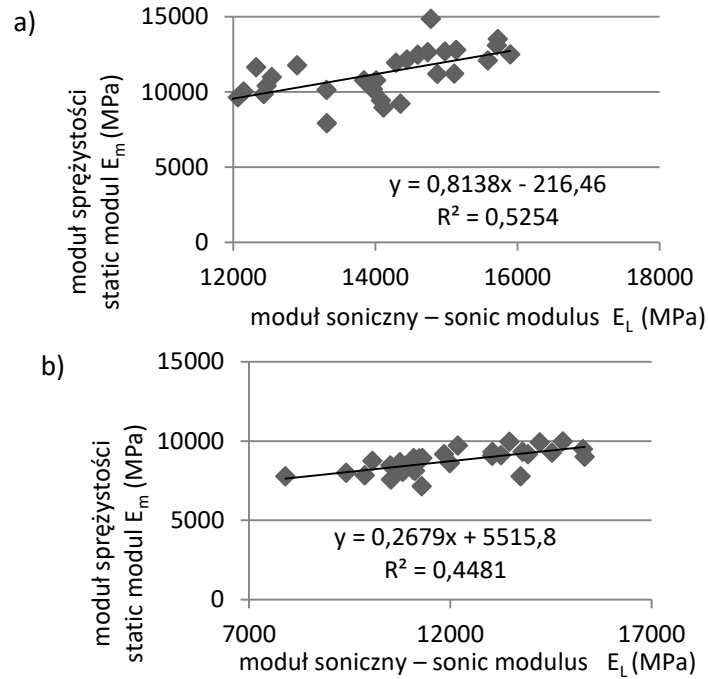 a)
15000
10000
5000
0
moduł sprężystości
static modul E_m (MPa)
y = 0,8138x - 216,46
R² = 0,5254
12000 14000 16000 18000
moduł soniczny – sonic modulus E_L (MPa)
b)
15000
10000
5000
0
moduł sprężystości
static modul E_m (MPa)
y = 0,2679x + 5515,8
R² = 0,4481
7000 12000 17000
moduł soniczny – sonic modulus E_L (MPa)